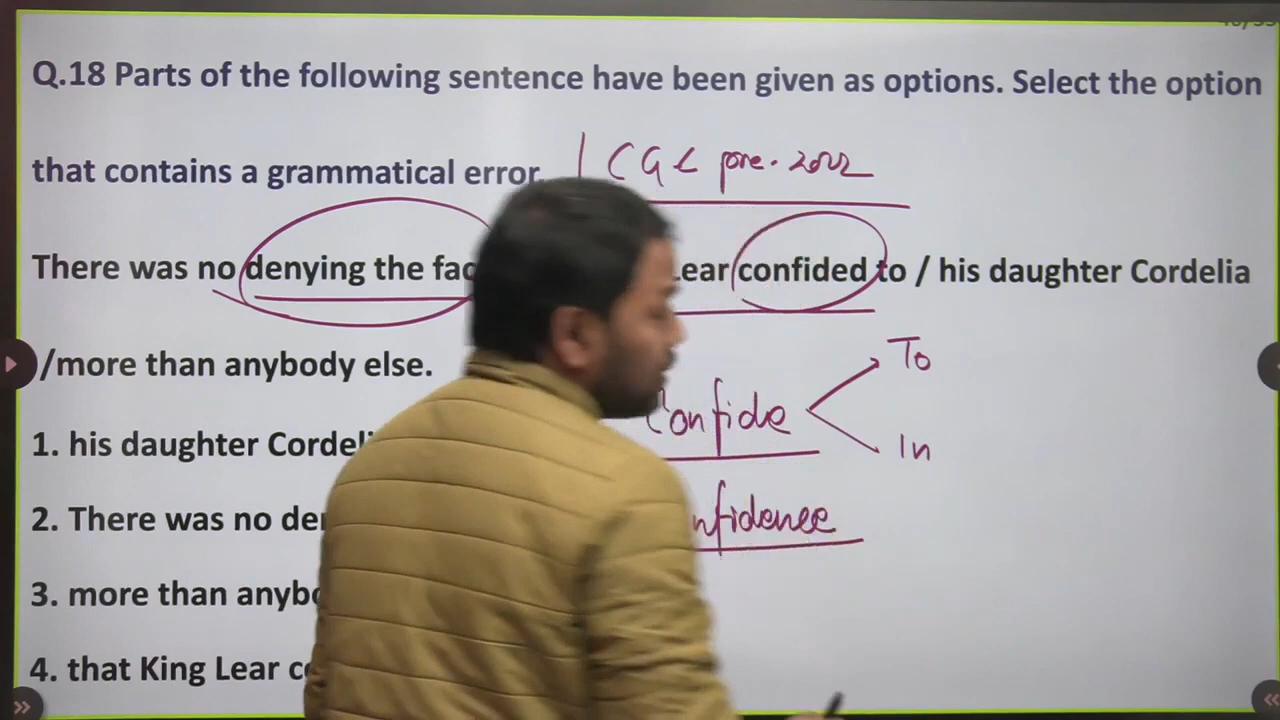 Q.18 Parts of the following sentence have been given as options. Select the option
that contains a grammatical error. CGL pre. 2022
There was no denying the fac Lear confided to / his daughter Cordelia
/more than anybody else.
To
Confide
In
nfidence
1. his daughter Cordeli
2. There was no de
3. more than anyb
4. that King Lear c